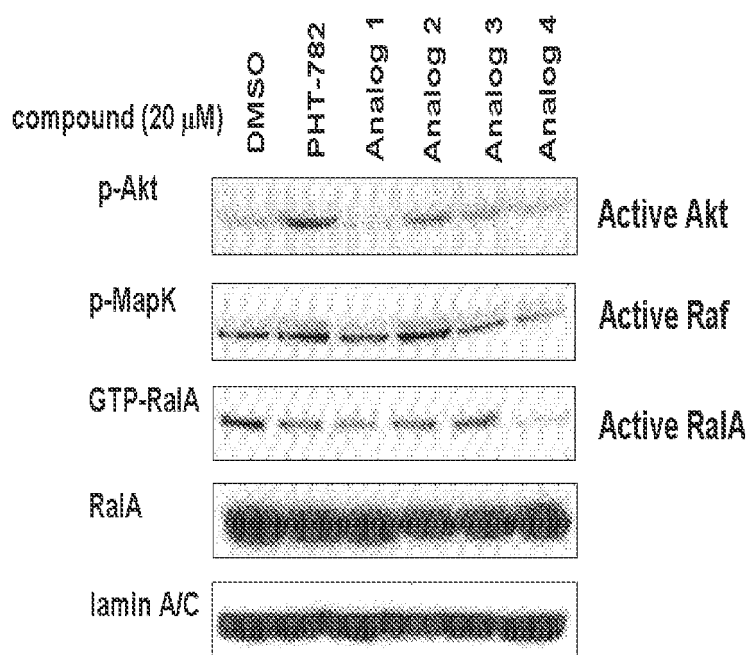 compound (20 µM)
DMSO
PHT-782
Analog 1
Analog 2
Analog 3
Analog 4
p-Akt
Active Akt
p-MapK
Active Raf
GTP-RalA
Active RalA
RalA
lamin A/C